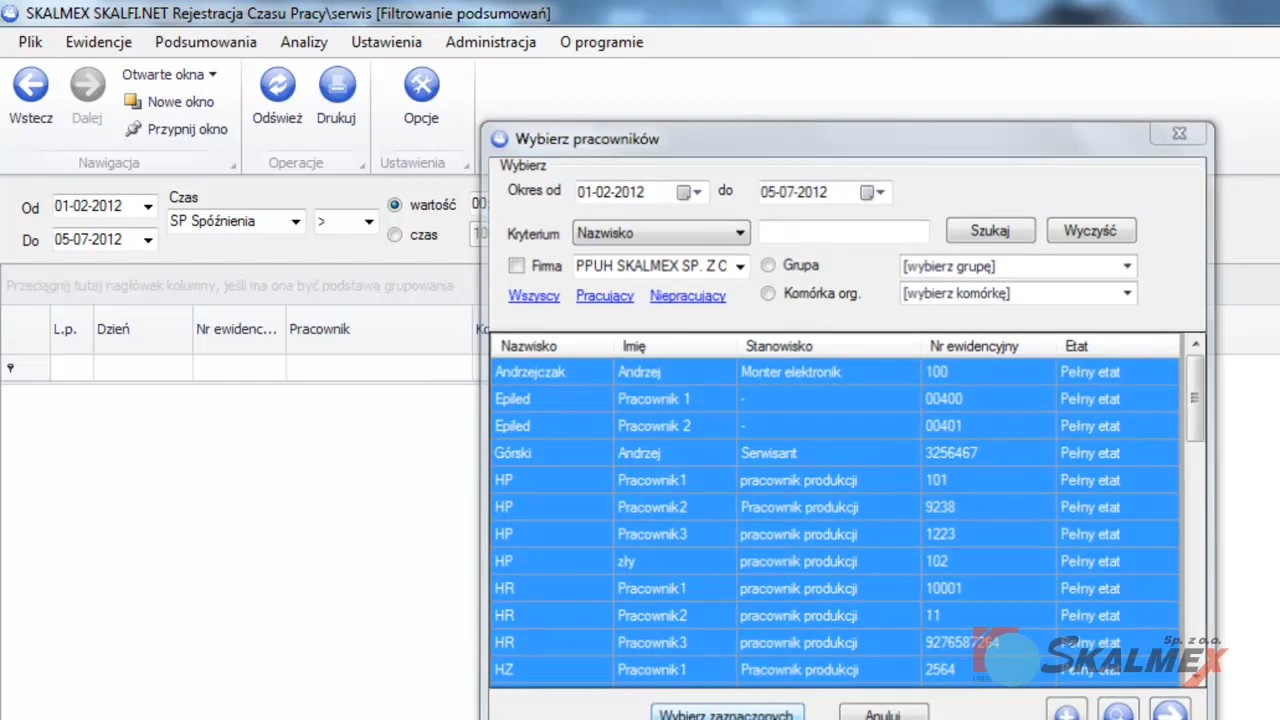 SKALMEX SKALFI.NET Rejestracja Czasu Pracy\serwis [Filtrowanie podsumowań]
Plik Ewidencje Podsumowania Analizy Ustawienia Administracja O programie
Otwarte okna
Nowe okno
Przypnij okno
Wstecz Dalej Odśwież Drukuj Opcje
Nawigacja Operacje Ustawienia
Od 01-02-2012 Czas wartość 00
Do 05-07-2012 SP Spóźnienia > czas 10
Przeciągnij tutaj nagłówek kolumny, jeśli ma ona być podstawą grupowania
L.p. Dzień Nr ewidenc... Pracownik Ko
Wybierz pracowników
Wybierz
Okres od 01-02-2012 do 05-07-2012
Kryterium Nazwisko Szukaj Wyczyść
Firma PPUH SKALMEX SP. Z O Grupa [wybierz grupę]
Wszyscy Pracujący Niepracujący Komórka org. [wybierz komórkę]
Nazwisko Imię Stanowisko Nr ewidencyjny Etat
Andrzejczak Andrzej Monter elektronik 100 Pełny etat
Epiled Pracownik 1 - 00400 Pełny etat
Epiled Pracownik 2 - 00401 Pełny etat
Górski Andrzej Serwisant 3256467 Pełny etat
HP Pracownik1 pracownik produkcji 101 Pełny etat
HP Pracownik2 Pracownik produkcji 9238 Pełny etat
HP Pracownik3 pracownik produkcji 1223 Pełny etat
HP zły pracownik produkcji 102 Pełny etat
HR Pracownik1 pracownik produkcji 10001 Pełny etat
HR Pracownik2 pracownik produkcji 11 Pełny etat
HR Pracownik3 pracownik produkcji 9276587264 Pełny etat
HZ Pracownik1 Pracownik produkcji 2564 Pełny etat
Sp. z o.o.
SKALMEX
Wybierz zaznaczonych Anuluj